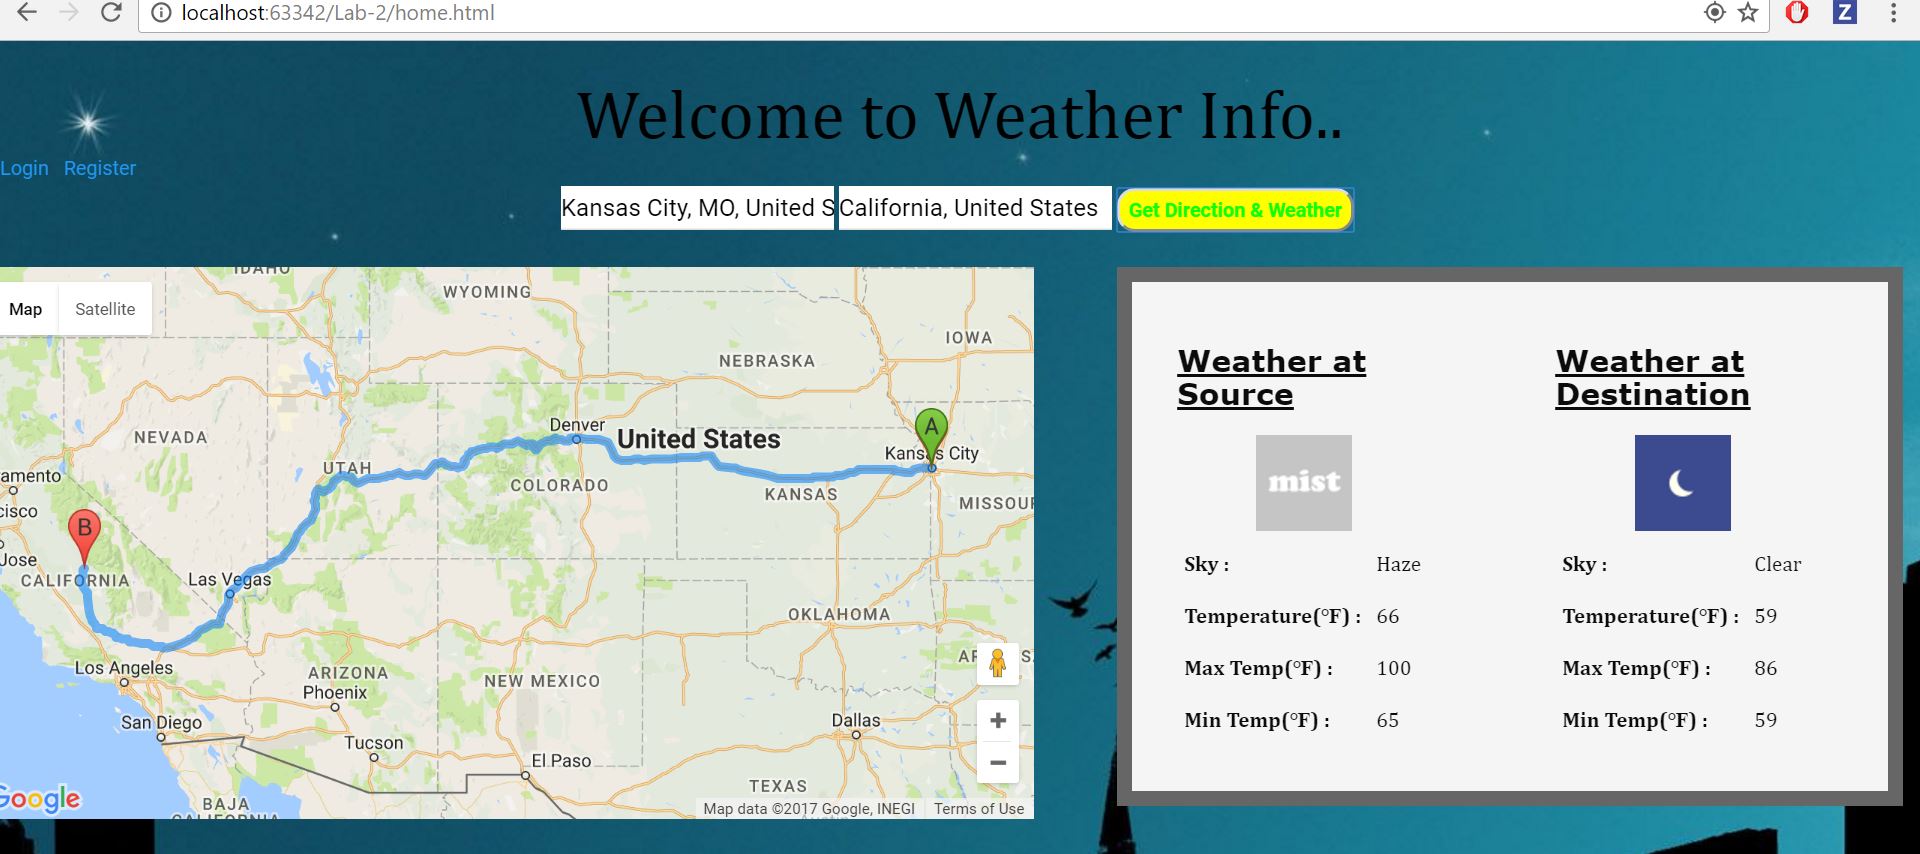 localhost:63342/Lab-2/home.html
Z
Welcome to Weather Info..
Login Register
Kansas City, MO, United S
California, United States
Get Direction & Weather
Map Satellite
IDAHO
WYOMING
IOWA
NEBRASKA
NEVADA
Denver
United States
A
Kansas City
UTAH
COLORADO
KANSAS
MISSOUR
amento
cisco
B
Jose
CALIFORNIA
Las Vegas
OKLAHOMA
Los Angeles
ARIZONA
Phoenix
NEW MEXICO
AR
S
San Diego
Dallas
Tucson
El Paso
TEXAS
Google
BAJA
CALIFORNIA
Map data ©2017 Google, INEGI Terms of Use
Austin
Weather at
Source
mist
Sky : Haze
Temperature(°F) : 66
Max Temp(°F) : 100
Min Temp(°F) : 65
Weather at
Destination
Sky : Clear
Temperature(°F) : 59
Max Temp(°F) : 86
Min Temp(°F) : 59